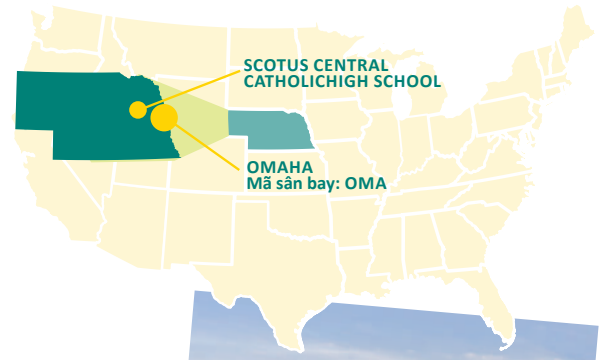 SCOTUS CENTRAL
CATHOLICHIGH SCHOOL
OMAHA
Mã sân bay: OMA